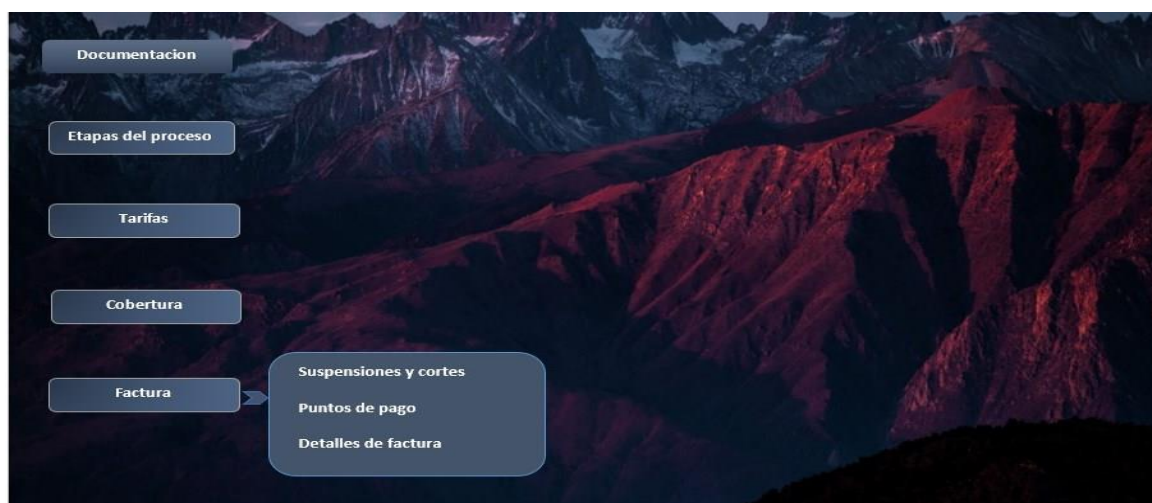 Documentacion
Etapas del proceso
Tarifas
Cobertura
Factura
Suspensiones y cortes
Puntos de pago
Detalles de factura